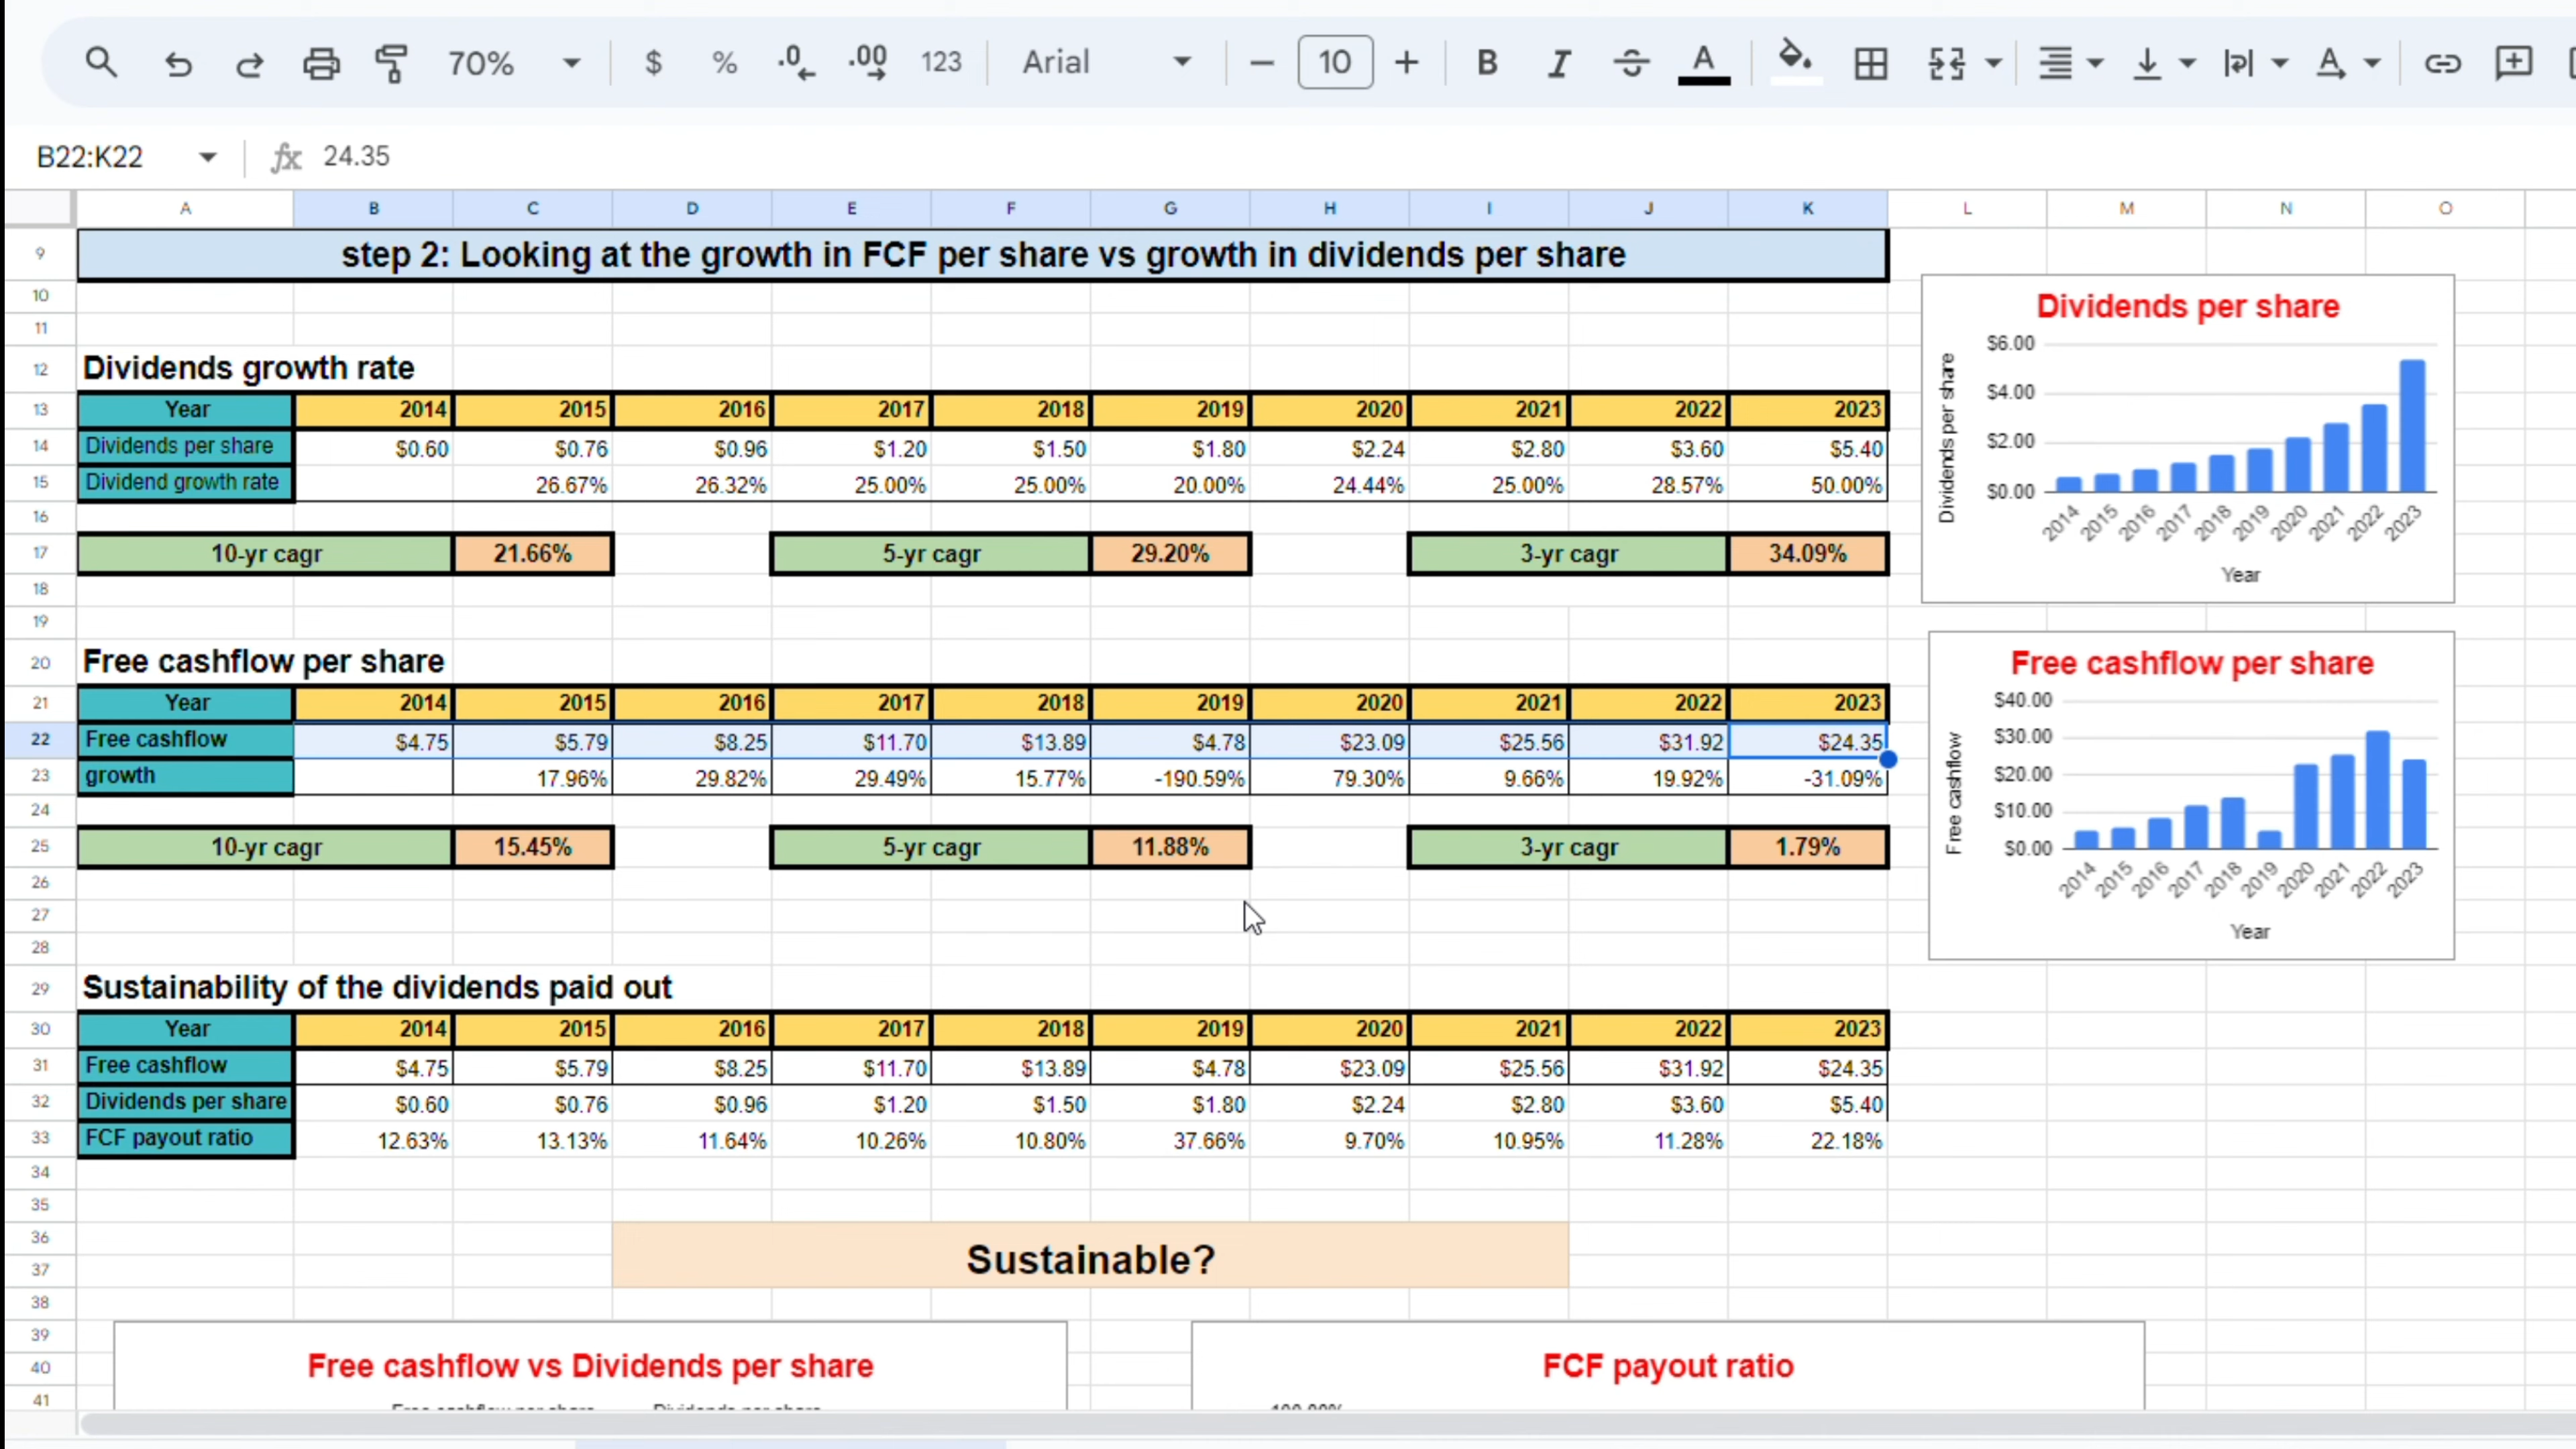 70% $ % .0 .00 123 Arial 10 B I A A
B22:K22 fx 24.35
A B C D E F G H I J K L M N O
9 step 2: Looking at the growth in FCF per share vs growth in dividends per share
10
11
12 Dividends growth rate
13 Year 2014 2015 2016 2017 2018 2019 2020 2021 2022 2023
14 Dividends per share $0.60 $0.76 $0.96 $1.20 $1.50 $1.80 $2.24 $2.80 $3.60 $5.40
15 Dividend growth rate 26.67% 26.32% 25.00% 25.00% 20.00% 24.44% 25.00% 28.57% 50.00%
16
17 10-yr cagr 21.66% 5-yr cagr 29.20% 3-yr cagr 34.09%
18
19
20 Free cashflow per share
21 Year 2014 2015 2016 2017 2018 2019 2020 2021 2022 2023
22 Free cashflow $4.75 $5.79 $8.25 $11.70 $13.89 $4.78 $23.09 $25.56 $31.92 $24.35
23 growth 17.96% 29.82% 29.49% 15.77% -190.59% 79.30% 9.66% 19.92% -31.09%
24
25 10-yr cagr 15.45% 5-yr cagr 11.88% 3-yr cagr 1.79%
26
27
28
29 Sustainability of the dividends paid out
30 Year 2014 2015 2016 2017 2018 2019 2020 2021 2022 2023
31 Free cashflow $4.75 $5.79 $8.25 $11.70 $13.89 $4.78 $23.09 $25.56 $31.92 $24.35
32 Dividends per share $0.60 $0.76 $0.96 $1.20 $1.50 $1.80 $2.24 $2.80 $3.60 $5.40
33 FCF payout ratio 12.63% 13.13% 11.64% 10.26% 10.80% 37.66% 9.70% 10.95% 11.28% 22.18%
34
35
36
Sustainable?
37
38
39
40 Free cashflow vs Dividends per share FCF payout ratio
41
Dividends per share
Dividends per share
$6.00
$4.00
$2.00
$0.00
2014 2015 2016 2017 2018 2019 2020 2021 2022 2023
Year
Free cashflow per share
Free cashflow
$40.00
$30.00
$20.00
$10.00
$0.00
2014 2015 2016 2017 2018 2019 2020 2021 2022 2023
Year